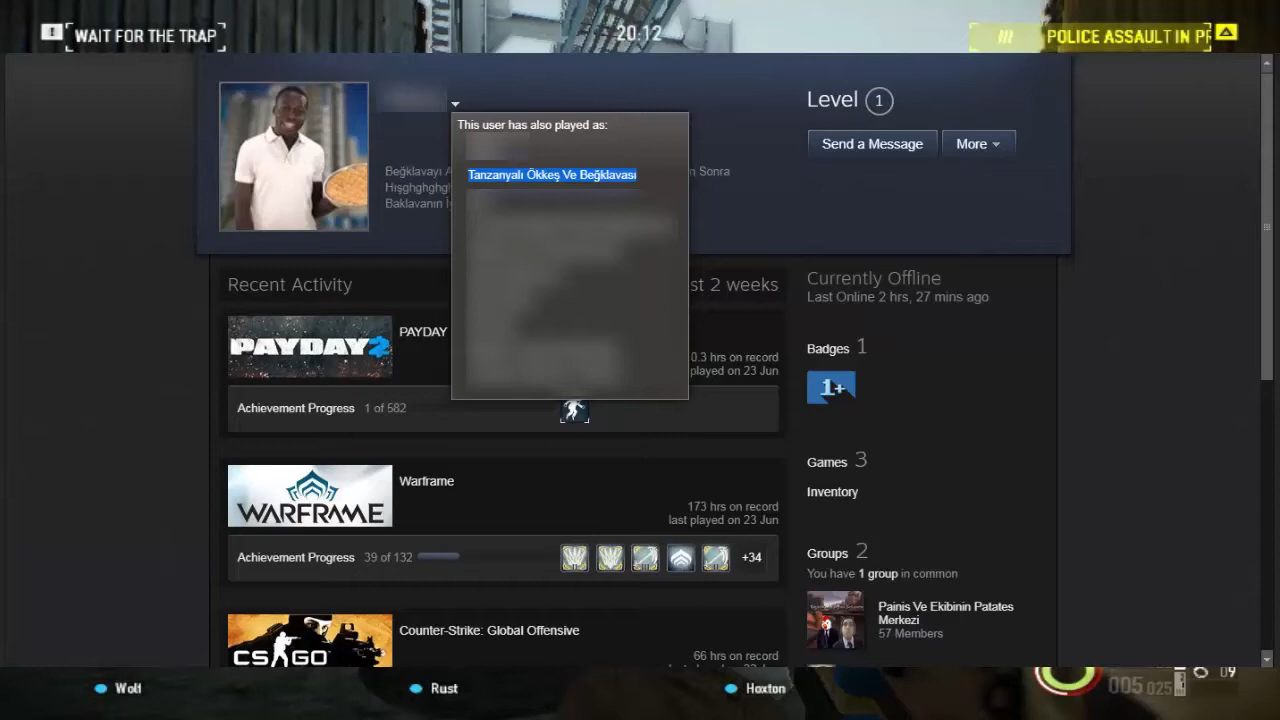 ! WAIT FOR THE TRAP
20:12
/// POLICE ASSAULT IN PR
This user has also played as:
Tanzanyalı Ökkeş Ve Beğklavası
Beğklavayı A
n Sonra
Hışghghghg
Baklavanın İ
Level 1
Send a Message
More
Recent Activity
st 2 weeks
PAYDAY 2
PAYDAY
0.3 hrs on record
played on 23 Jun
Achievement Progress 1 of 582
WARFRAME
Warframe
173 hrs on record
last played on 23 Jun
Achievement Progress 39 of 132
+34
CS GO
Counter-Strike: Global Offensive
66 hrs on record
Currently Offline
Last Online 2 hrs, 27 mins ago
Badges 1
1+
Games 3
Inventory
Groups 2
You have 1 group in common
Painis Ve Ekibinin Patates
Merkezi
57 Members
Wolf
Rust
Hoxton
005 025
09